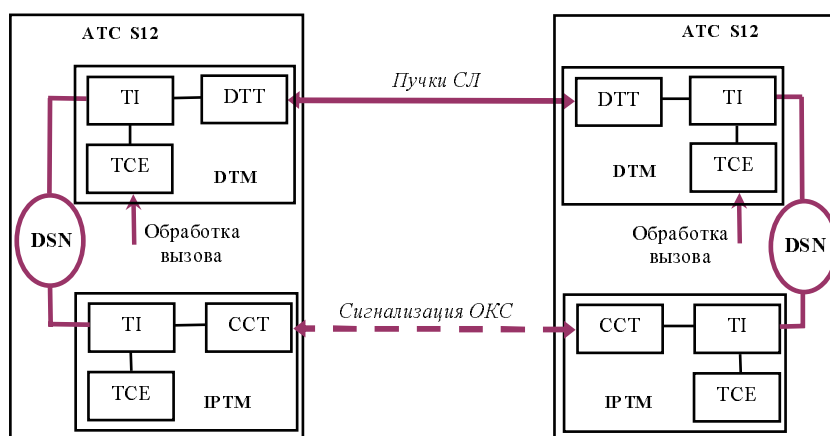 АТС S12
АТС S12
TI
DTT
Пучки СЛ
DTT
TI
TCE
DTM
DTM
TCE
DSN
Обработка
вызова
Обработка
вызова
DSN
TI
CCT
Сигнализация ОКС
CCT
TI
TCE
IPTM
IPTM
TCE